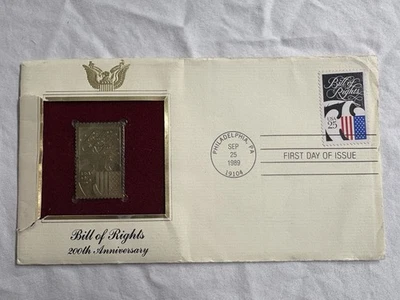 Bill of
Rights
USA
25
PHILADELPHIA, PA
SEP
25
1989
19104
FIRST DAY OF ISSUE
Bill of Rights
200th Anniversary